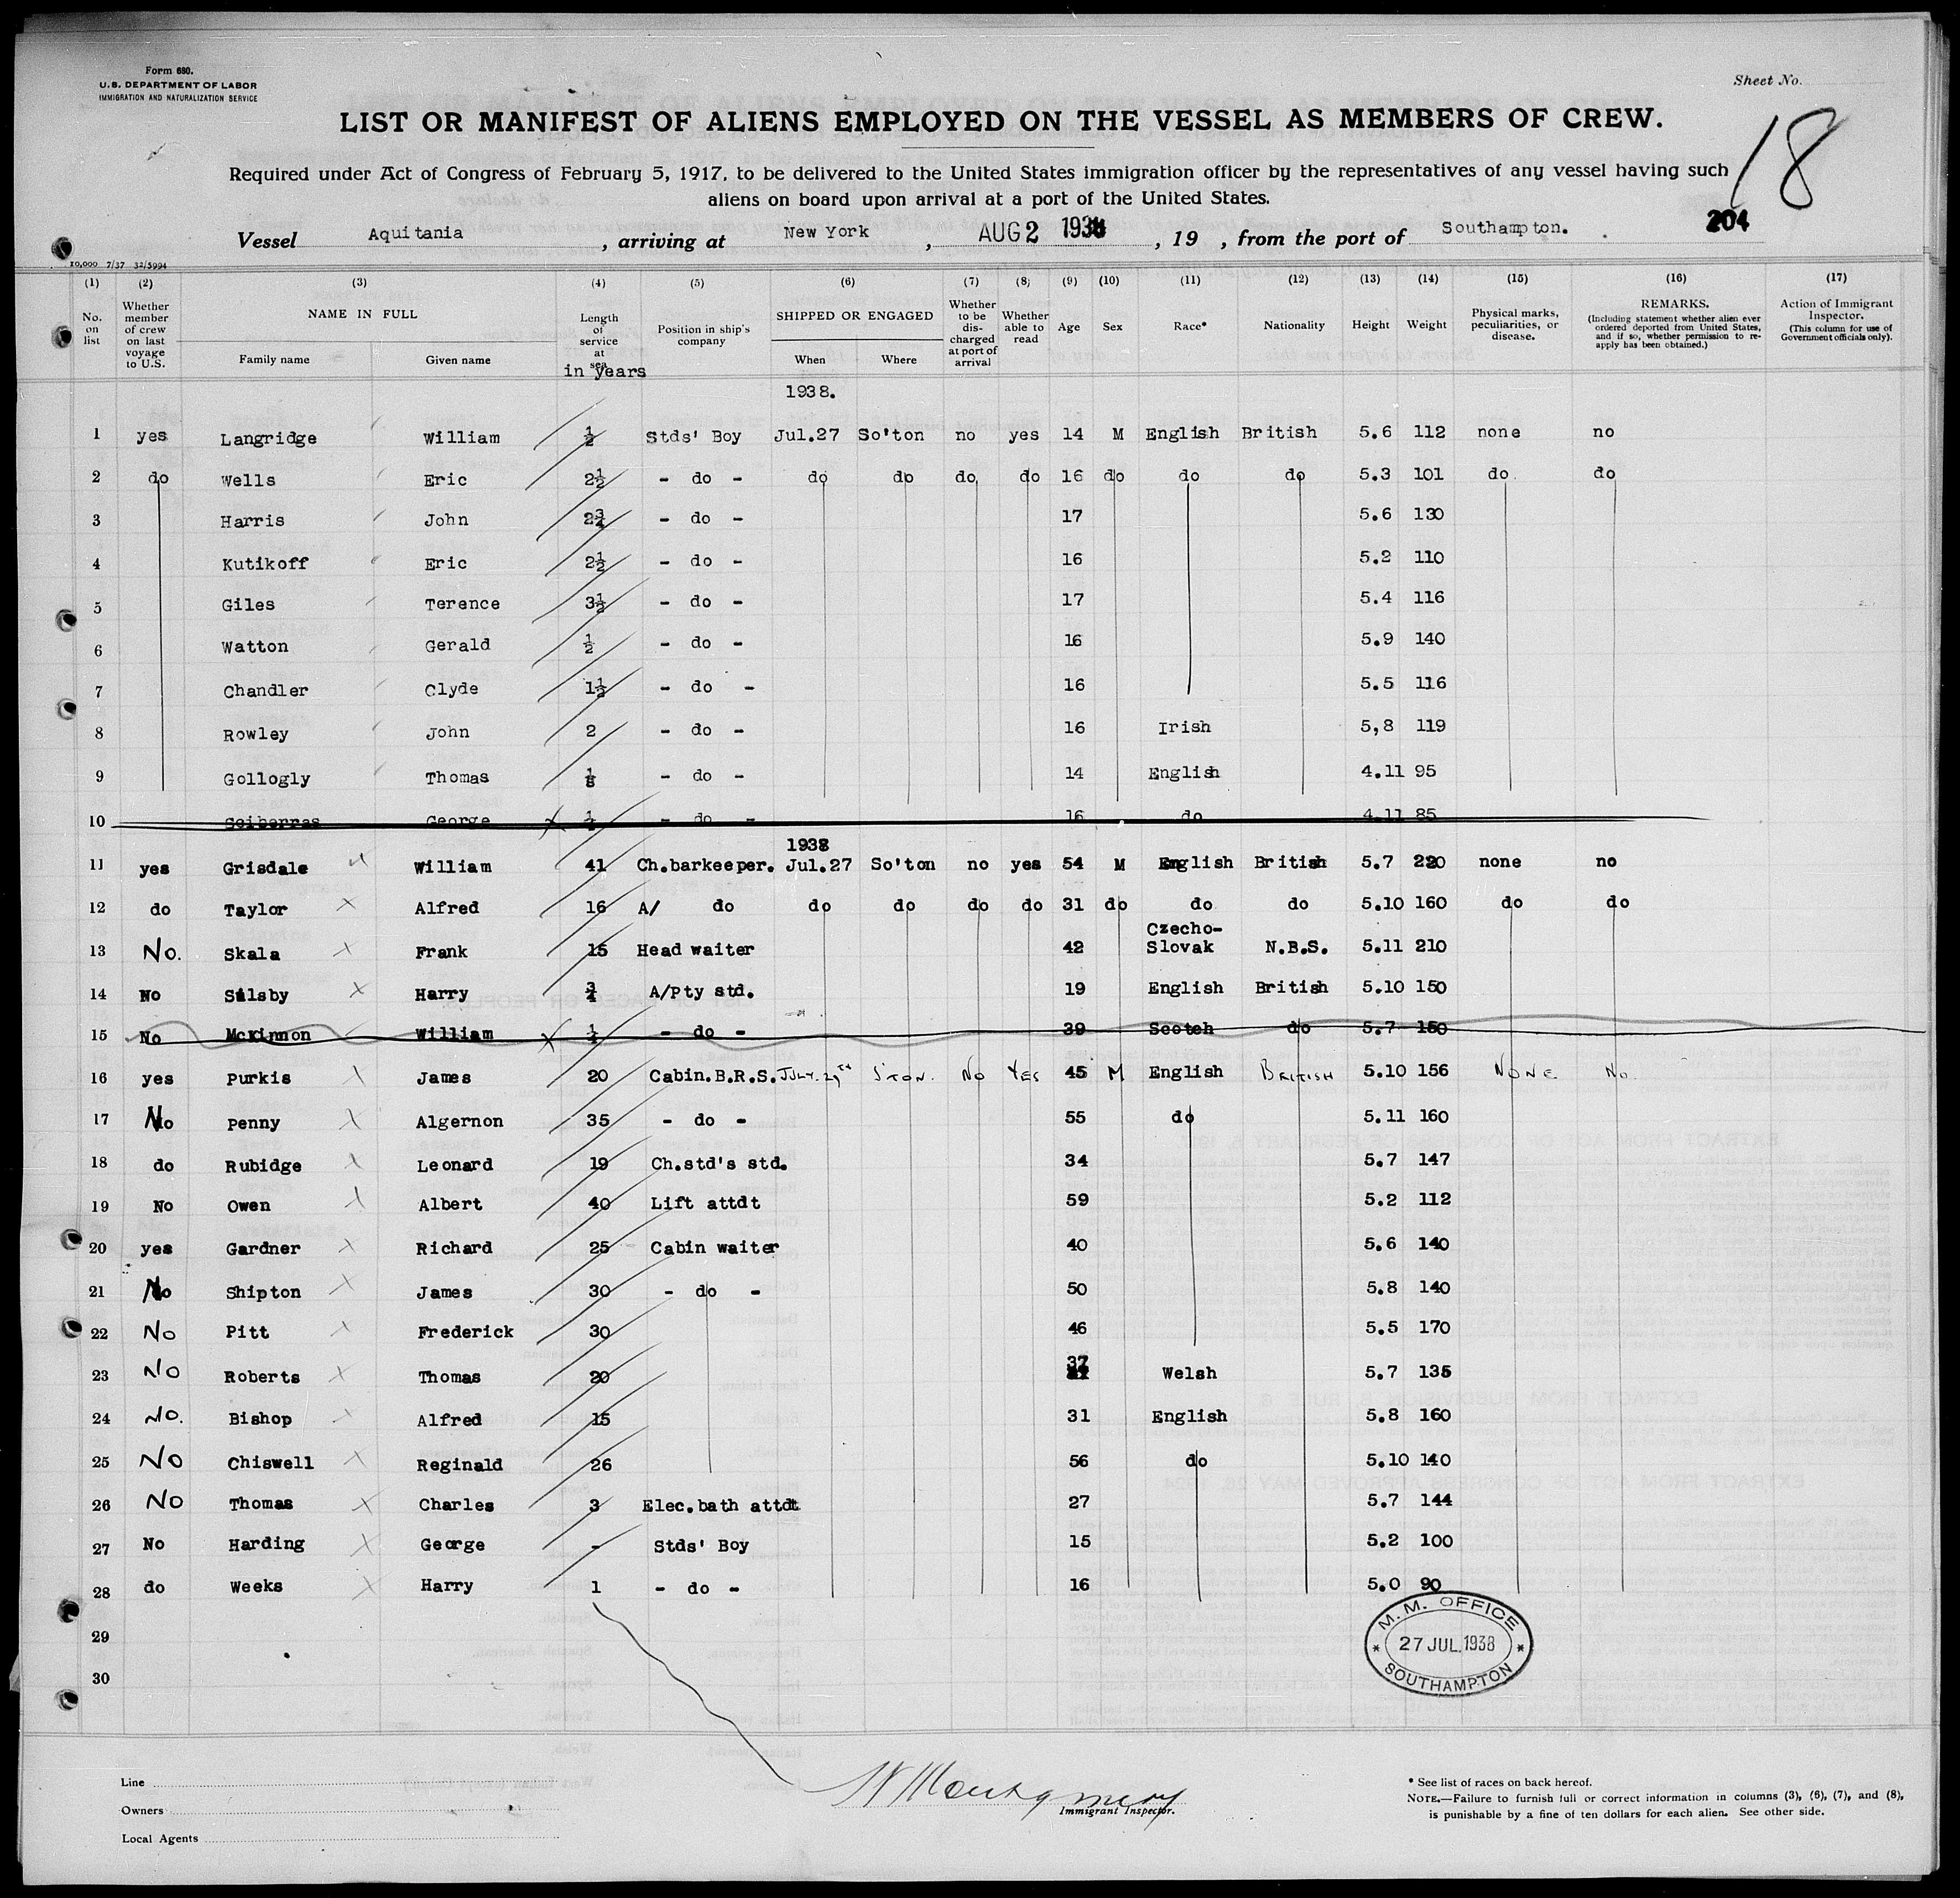 Form 680.
U.S. DEPARTMENT OF LABOR
IMMIGRATION AND NATURALIZATION SERVICE
Sheet No.
18
LIST OR MANIFEST OF ALIENS EMPLOYED ON THE VESSEL AS MEMBERS OF CREW.
Required under Act of Congress of February 5, 1917, to be delivered to the United States immigration officer by the representatives of any vessel having such
aliens on board upon arrival at a port of the United States.
204
Vessel Aquitania, arriving at New York, AUG 2 1938, 19 , from the port of Southampton.
10,000 7/37 32/5994
(1) (2) (3) (4) (5) (6) (7) (8) (9) (10) (11) (12) (13) (14) (15) (16) (17)
No. on list
Whether member of crew on last voyage to U.S.
NAME IN FULL
Family name Given name
Length of service at sea
in years
Position in ship's company
SHIPPED OR ENGAGED
When Where
Whether to be discharged at port of arrival
Whether able to read
Age
Sex
Race*
Nationality
Height
Weight
Physical marks, peculiarities, or disease.
REMARKS.
(Including statement whether alien ever ordered deported from United States, and if so, whether permission to re-apply has been obtained.)
Action of Immigrant Inspector.
(This column for use of Government officials only).
1938.
1 yes Langridge William 1/2 Stds' Boy Jul.27 So'ton no yes 14 M English British 5.6 112 none no
2 do Wells Eric 2 1/2 - do - do do do do 16 do do do 5.3 101 do do
3 Harris John 2 3/4 - do - 17 5.6 130
4 Kutikoff Eric 2 1/2 - do - 16 5.2 110
5 Giles Terence 3 1/2 - do - 17 5.4 116
6 Watton Gerald 1/2 - do - 16 5.9 140
7 Chandler Clyde 1 1/2 - do - 16 5.5 116
8 Rowley John 2 - do - 16 Irish 5,8 119
9 Gollogly Thomas 1/8 - do - 14 English 4.11 95
10 Sciberras George - do - 16 do 4.11 85
1938
11 yes Grisdale William 41 Ch.barkeeper. Jul.27 So'ton no yes 54 M English British 5.7 220 none no
12 do Taylor Alfred 16 A/ do do do do do 31 do do do 5.10 160 do do
13 No. Skala Frank 15 Head waiter 42 Czecho-Slovak N.B.S. 5.11 210
14 No Silsby Harry 3/4 A/Pty std. 19 English British 5.10 150
15 No McKinnon William - do - 39 Scotch do 5.7 150
16 yes Purkis James 20 Cabin.B.R.S. JULY. 29TH S'TON. NO YES 45 M English BRITISH 5.10 156 NONE No.
17 No Penny Algernon 35 - do - 55 do 5.11 160
18 do Rubidge Leonard 19 Ch.std's std. 34 5.7 147
19 No Owen Albert 40 Lift attdt 59 5.2 112
20 yes Gardner Richard 25 Cabin waiter 40 5.6 140
21 No Shipton James 30 - do - 50 5.8 140
22 No Pitt Frederick 30 46 5.5 170
23 No Roberts Thomas 20 37 Welsh 5.7 135
24 No. Bishop Alfred 15 31 English 5.8 160
25 No Chiswell Reginald 26 56 do 5.10 140
26 No Thomas Charles 3 Elec.bath attdt 27 5.7 144
27 No Harding George - Stds' Boy 15 5.2 100
28 do Weeks Harry 1 - do - 16 5.0 90
29
30
M.M. OFFICE
27 JUL. 1938
SOUTHAMPTON
Line
Owners
Local Agents
Montgomery
Immigrant Inspector.
* See list of races on back hereof.
NOTE.—Failure to furnish full or correct information in columns (3), (6), (7), and (8),
is punishable by a fine of ten dollars for each alien. See other side.